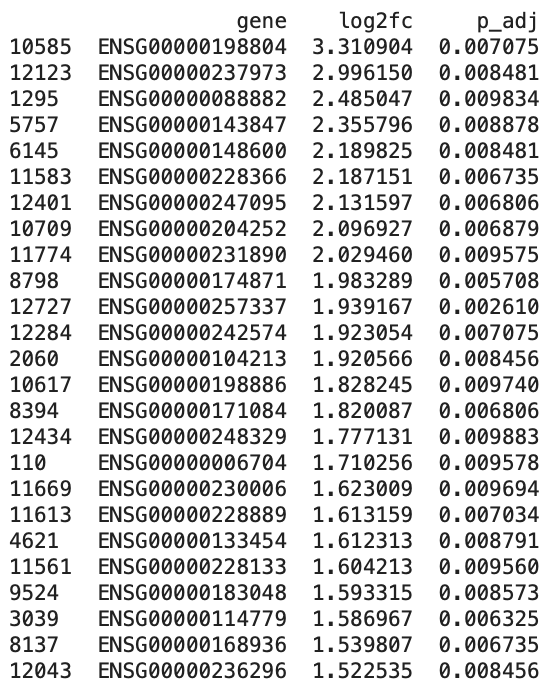 gene log2fc p_adj
10585 ENSG00000198804 3.310904 0.007075
12123 ENSG00000237973 2.996150 0.008481
1295 ENSG00000088882 2.485047 0.009834
5757 ENSG00000143847 2.355796 0.008878
6145 ENSG00000148600 2.189825 0.008481
11583 ENSG00000228366 2.187151 0.006735
12401 ENSG00000247095 2.131597 0.006806
10709 ENSG00000204252 2.096927 0.006879
11774 ENSG00000231890 2.029460 0.009575
8798 ENSG00000174871 1.983289 0.005708
12727 ENSG00000257337 1.939167 0.002610
12284 ENSG00000242574 1.923054 0.007075
2060 ENSG00000104213 1.920566 0.008456
10617 ENSG00000198886 1.828245 0.009740
8394 ENSG00000171084 1.820087 0.006806
12434 ENSG00000248329 1.777131 0.009883
110 ENSG00000006704 1.710256 0.009578
11669 ENSG00000230006 1.623009 0.009694
11613 ENSG00000228889 1.613159 0.007034
4621 ENSG00000133454 1.612313 0.008791
11561 ENSG00000228133 1.604213 0.009560
9524 ENSG00000183048 1.593315 0.008573
3039 ENSG00000114779 1.586967 0.006325
8137 ENSG00000168936 1.539807 0.006735
12043 ENSG00000236296 1.522535 0.008456